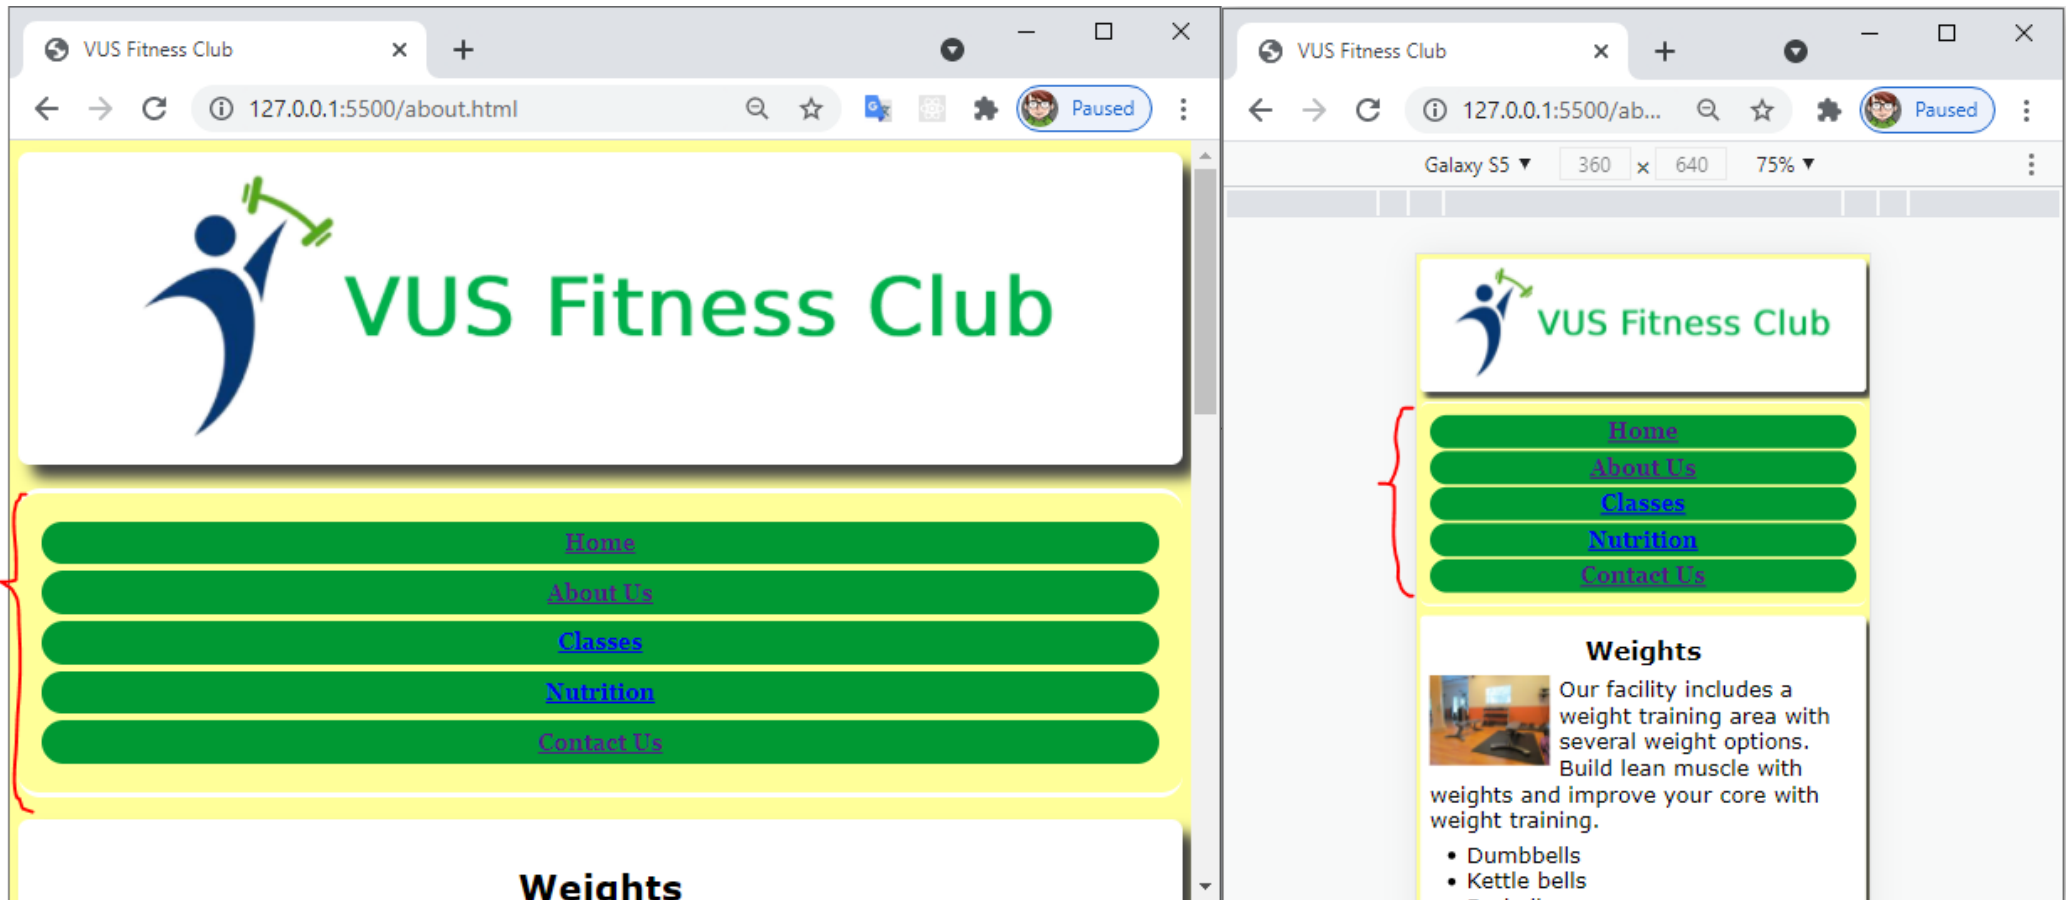 VUS Fitness Club
127.0.0.1:5500/about.html
Paused
VUS Fitness Club
Home
About Us
Classes
Nutrition
Contact Us
Weights
VUS Fitness Club
127.0.0.1:5500/ab...
Paused
Galaxy S5 ▼ 360 x 640 75% ▼
VUS Fitness Club
Home
About Us
Classes
Nutrition
Contact Us
Weights
Our facility includes a
weight training area with
several weight options.
Build lean muscle with
weights and improve your core with
weight training.
• Dumbbells
• Kettle bells